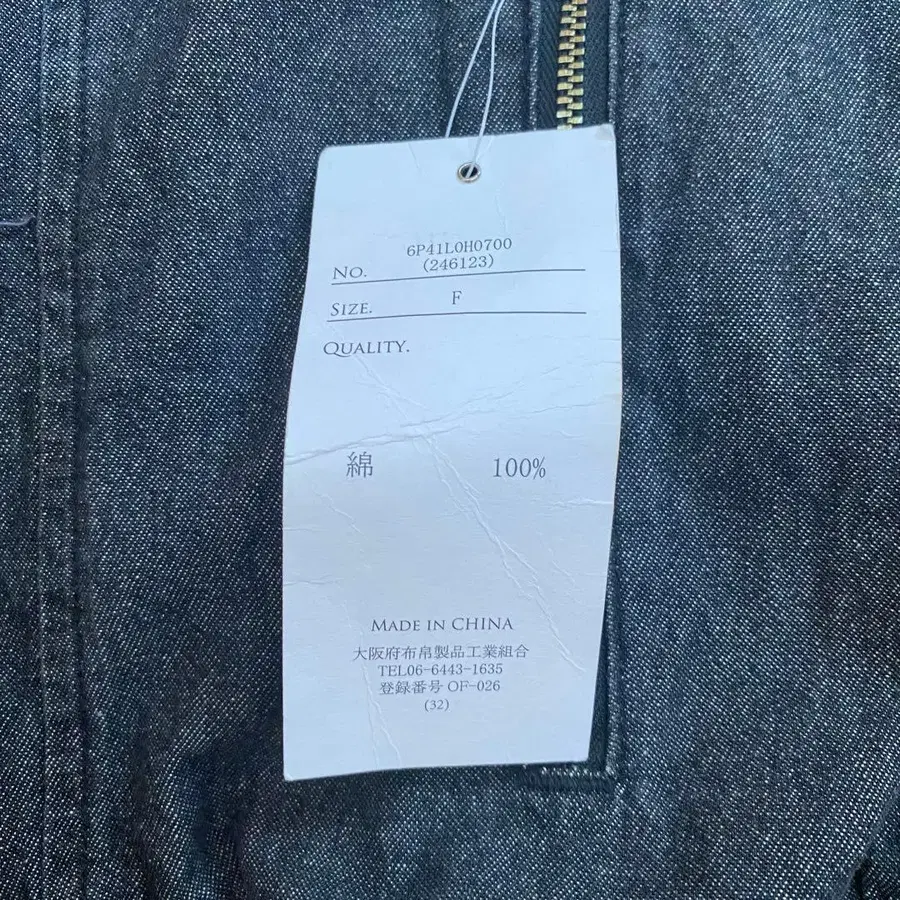 6P41L0H0700
No. (246123)
Size. F
Quality.
綿 100%
Made in CHINA
大阪府布帛製品工業組合
TEL06-6443-1635
登録番号 OF-026
(32)